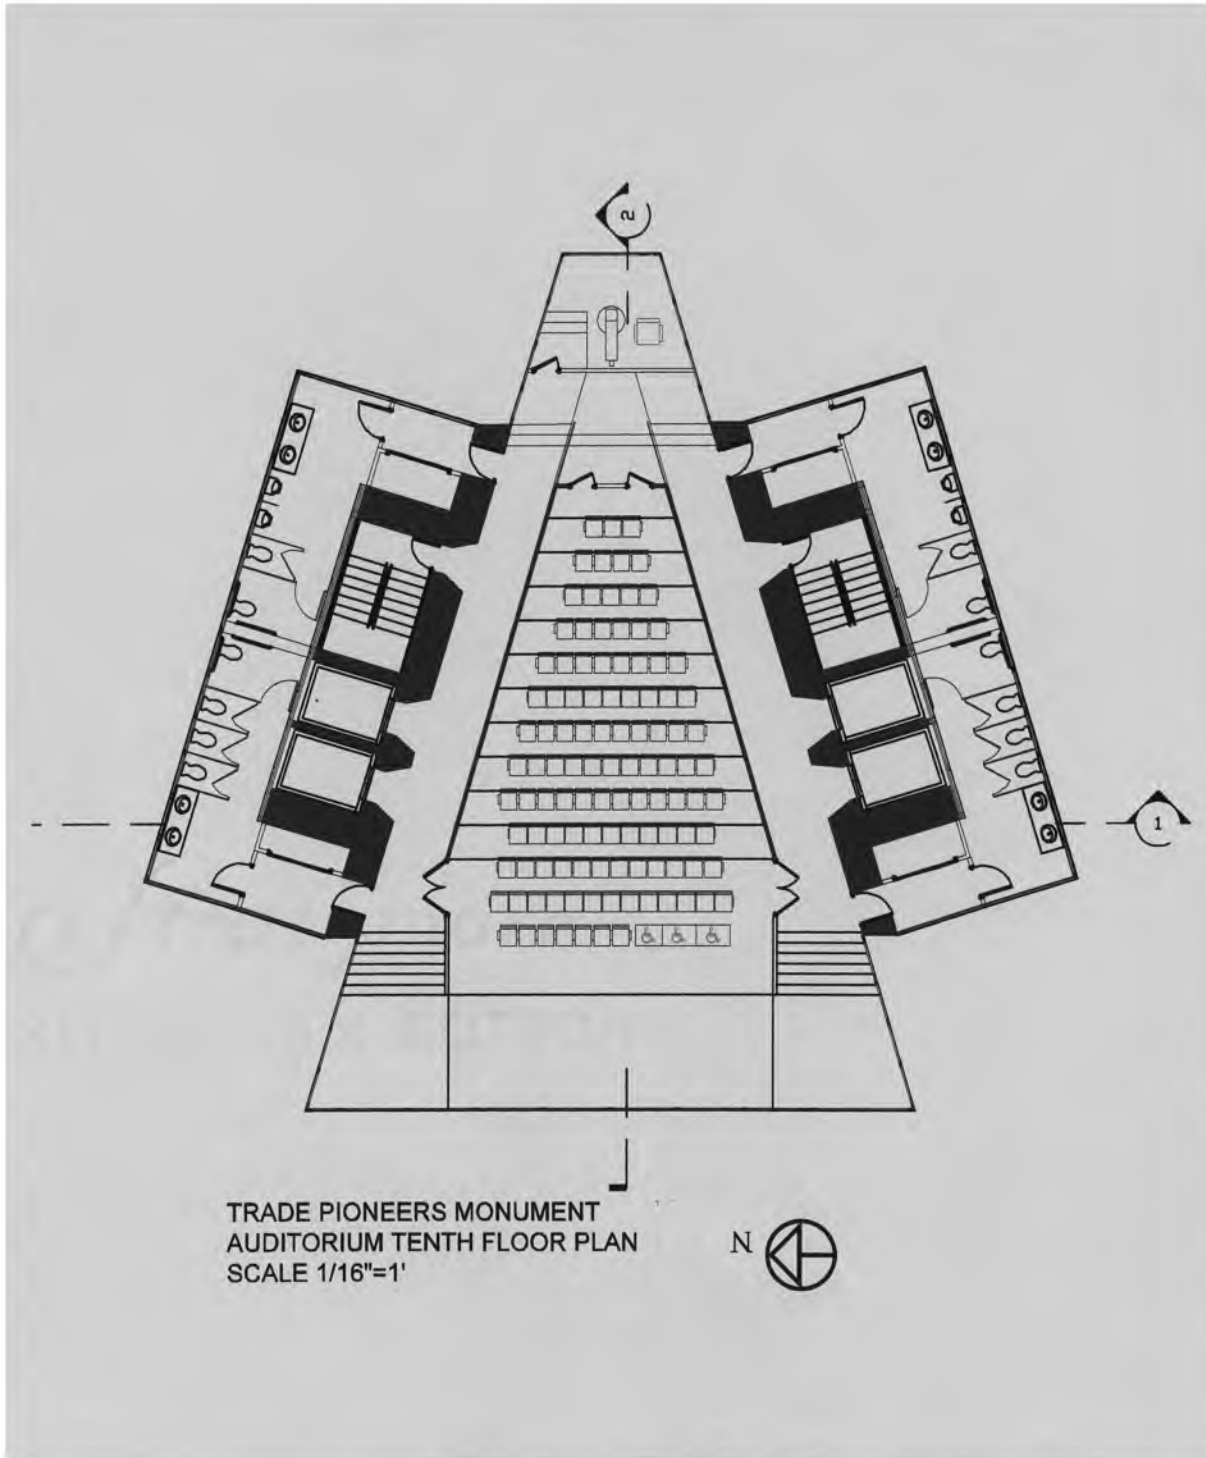 2
1
TRADE PIONEERS MONUMENT
AUDITORIUM TENTH FLOOR PLAN
SCALE 1/16"=1'
N